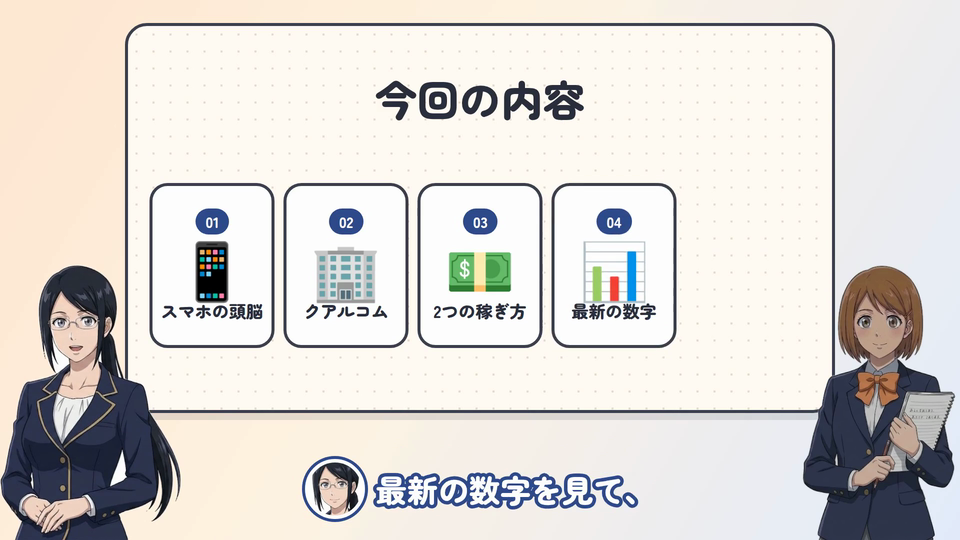 今回の内容
01
スマホの頭脳
02
クアルコム
03
2つの稼ぎ方
04
最新の数字
最新の数字を見て、